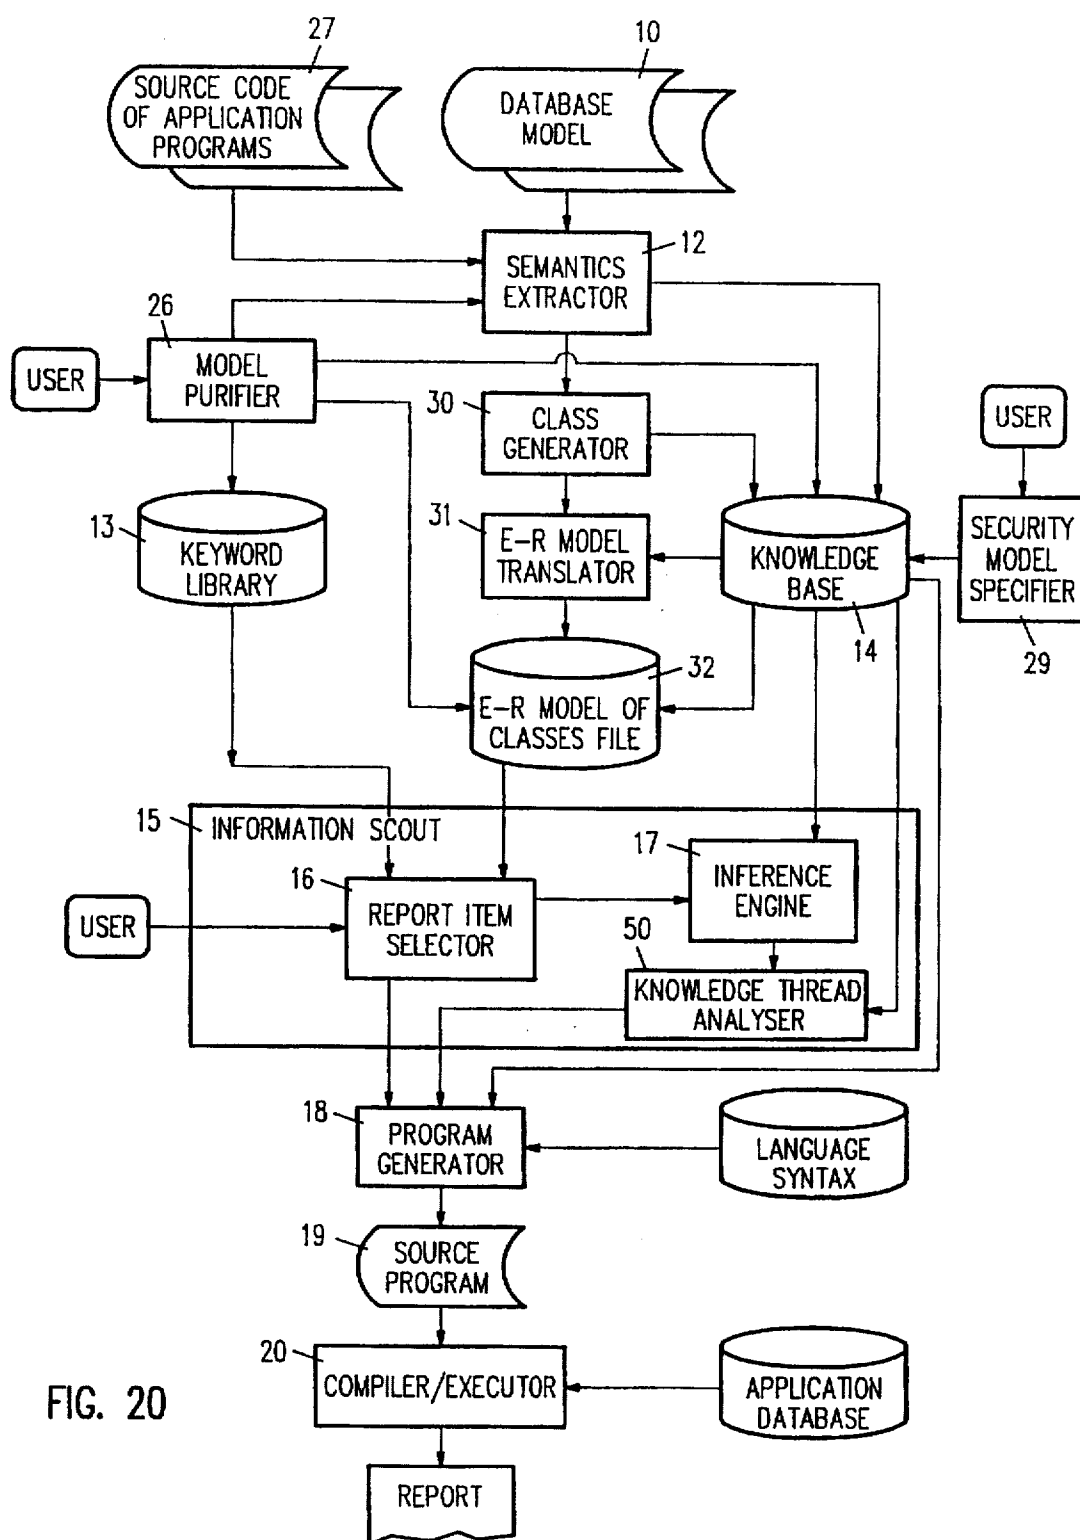 27
SOURCE CODE
OF APPLICATION
PROGRAMS
10
DATABASE
MODEL
12
SEMANTICS
EXTRACTOR
26
MODEL
PURIFIER
USER
30
CLASS
GENERATOR
USER
13
KEYWORD
LIBRARY
31
E-R MODEL
TRANSLATOR
KNOWLEDGE
BASE
14
SECURITY
MODEL
SPECIFIER
29
32
E-R MODEL OF
CLASSES FILE
15
INFORMATION SCOUT
16
REPORT ITEM
SELECTOR
USER
17
INFERENCE
ENGINE
50
KNOWLEDGE THREAD
ANALYSER
18
PROGRAM
GENERATOR
LANGUAGE
SYNTAX
19
SOURCE
PROGRAM
20
COMPILER/EXECUTOR
APPLICATION
DATABASE
FIG. 20
REPORT